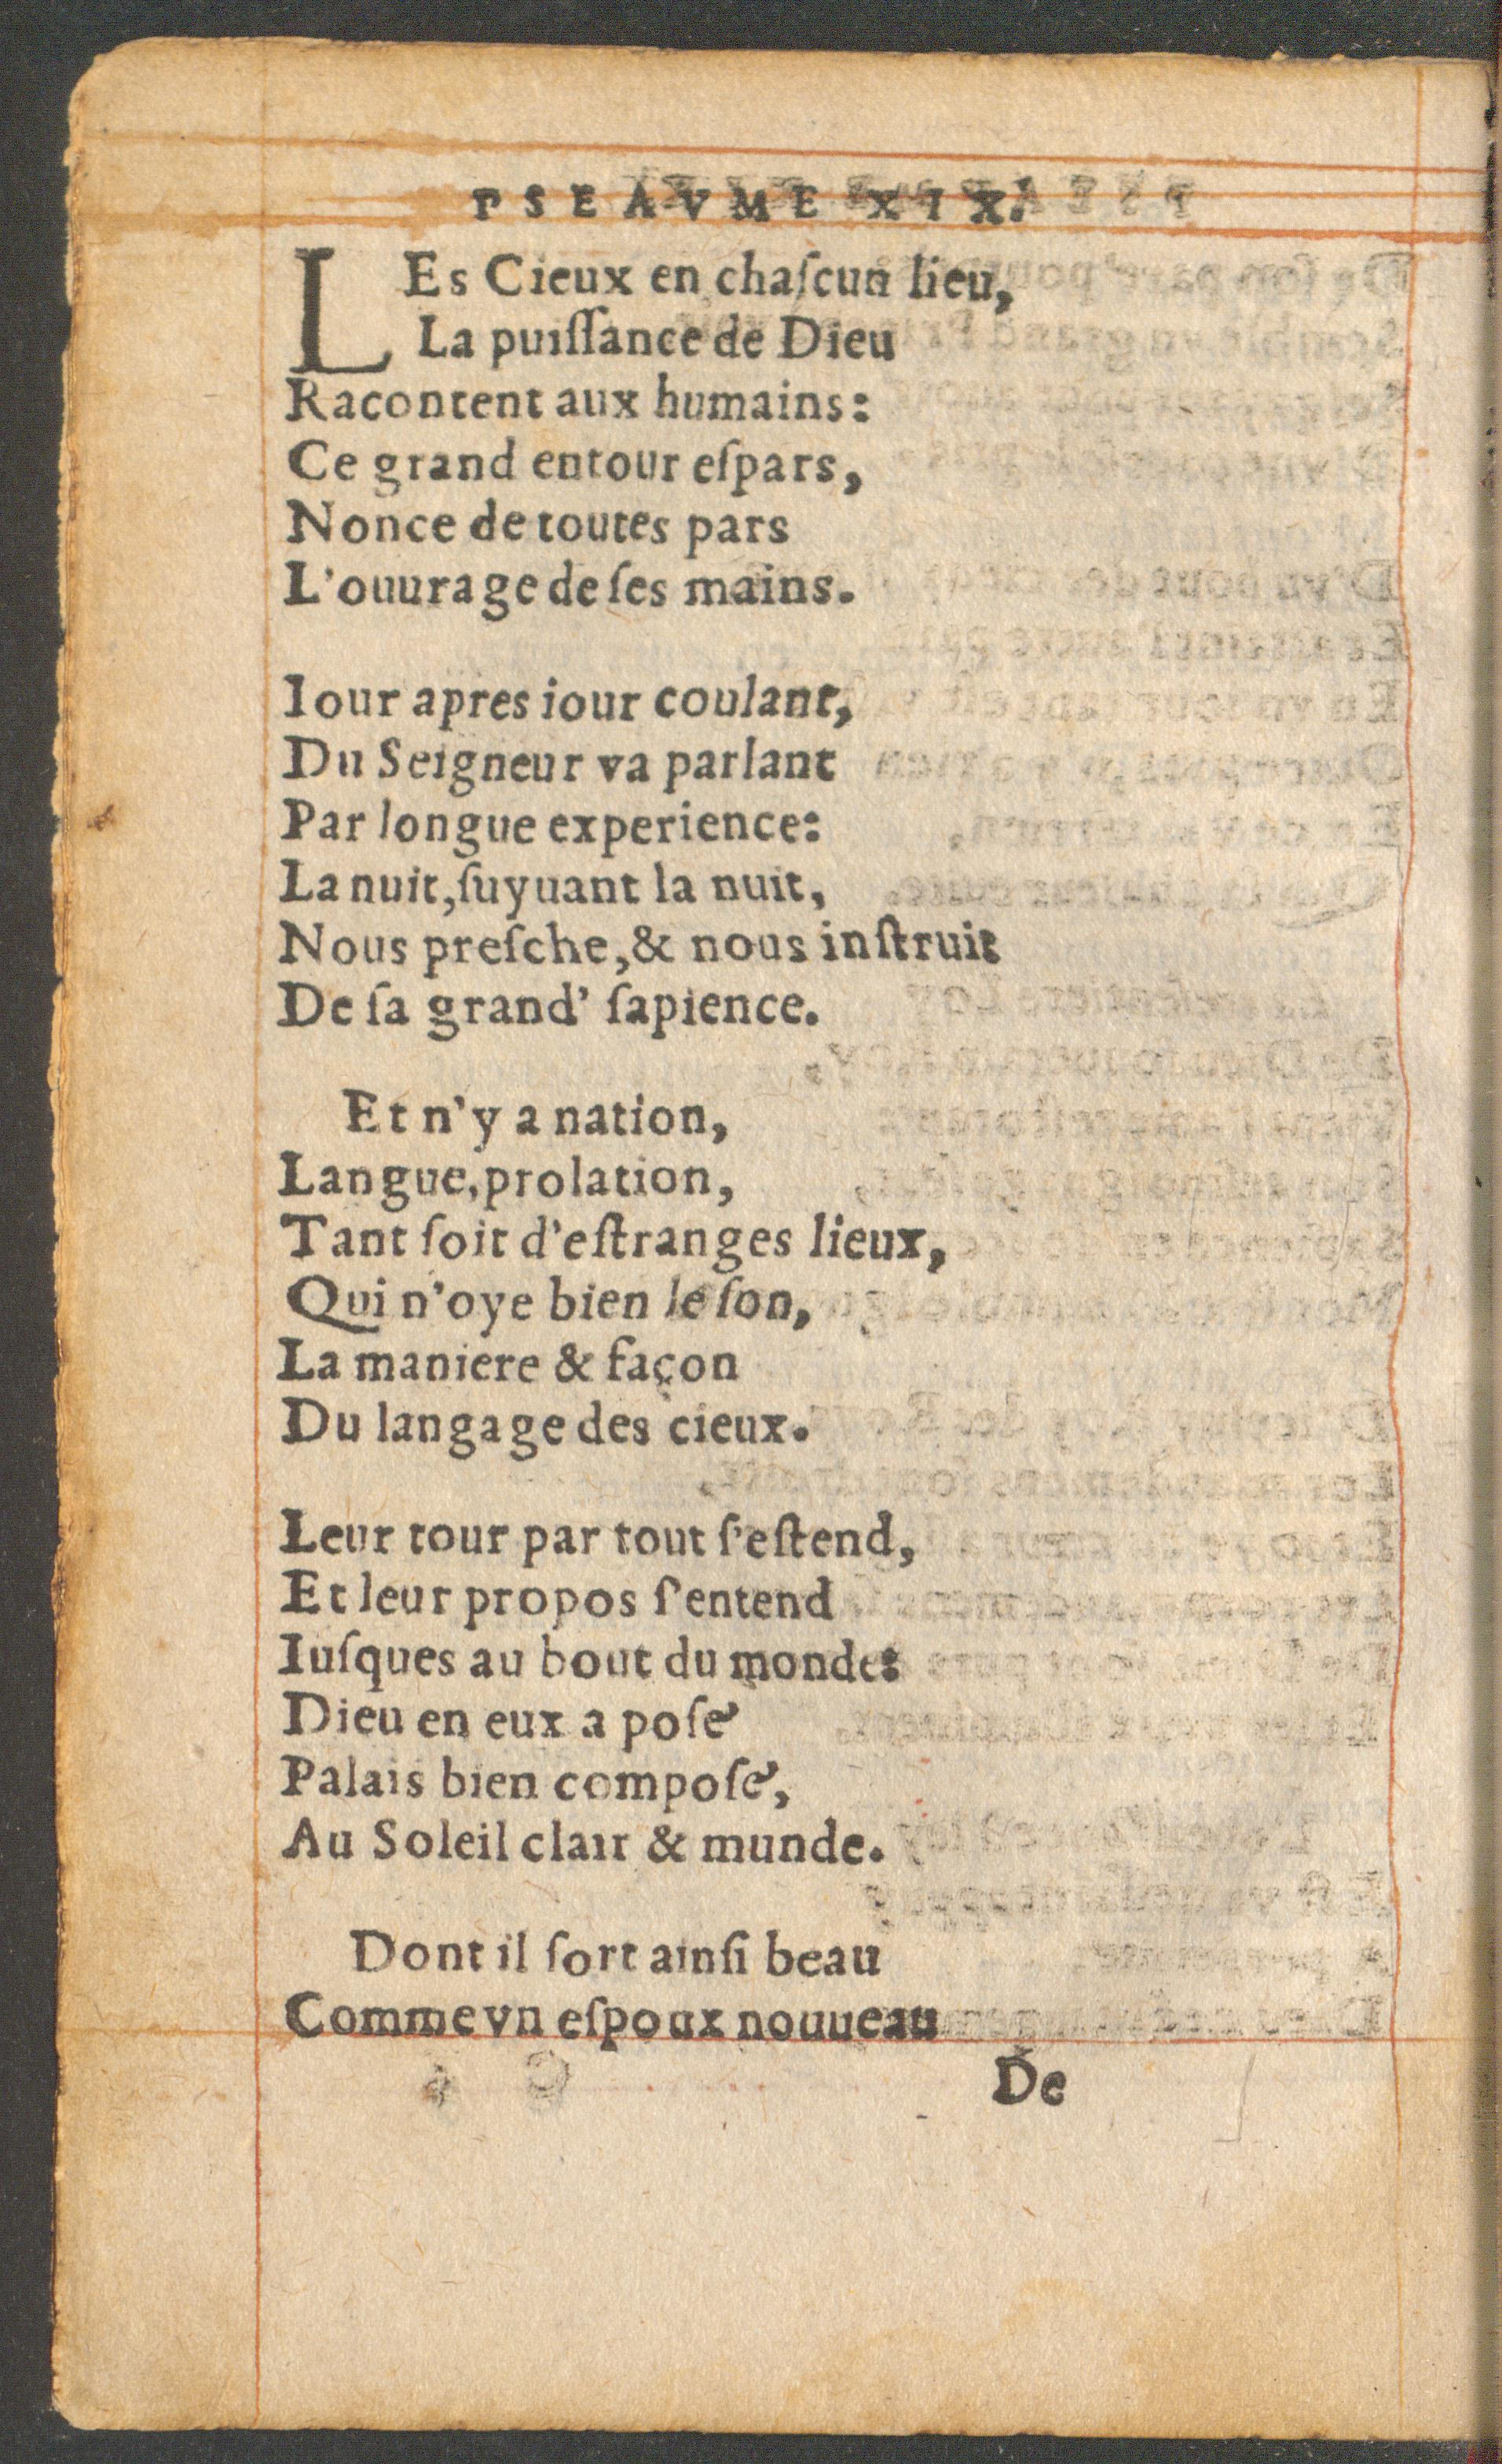 PSEAVME XIX.
LEs Cieux en chaſcun lieu,
La puiſſance de Dieu
Racontent aux humains:
Ce grand entour eſpars,
Nonce de toutes pars
L'ouurage de ſes mains.
Iour apres iour coulant,
Du Seigneur va parlant
Par longue experience:
La nuit, ſuyuant la nuit,
Nous preſche, & nous inſtruit
De ſa grand' ſapience.
Et n'y a nation,
Langue, prolation,
Tant ſoit d'eſtranges lieux,
Qui n'oye bien le ſon,
La maniere & façon
Du langage des cieux.
Leur tour par tout ſ'eſtend,
Et leur propos ſ'entend
Iuſques au bout du monde:
Dieu en eux a poſé
Palais bien compoſé,
Au Soleil clair & munde.
Dont il ſort ainſi beau
Comme vn eſpoux nouueau
De